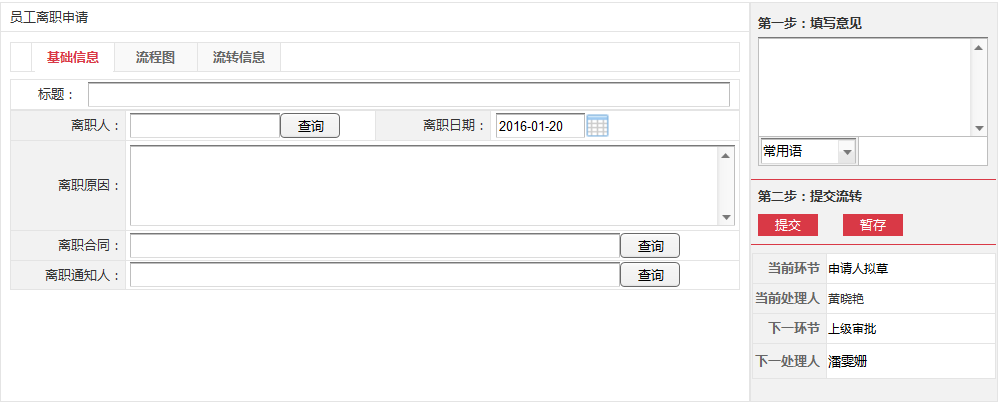 员工离职申请
基础信息 流程图 流转信息
标题：
离职人： 查询 离职日期： 2016-01-20
离职原因：
离职合同： 查询
离职通知人： 查询
第一步：填写意见
常用语
第二步：提交流转
提交 暂存
当前环节 申请人拟草
当前处理人 黄晓艳
下一环节 上级审批
下一处理人 潘雯姗